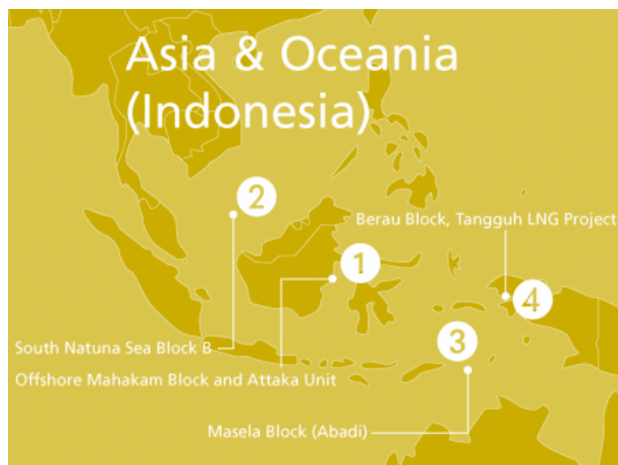 Asia & Oceania
(Indonesia)
2
Berau Block, Tangguh LNG Project
1
4
3
South Natuna Sea Block B
Offshore Mahakam Block and Attaka Unit
Masela Block (Abadi)